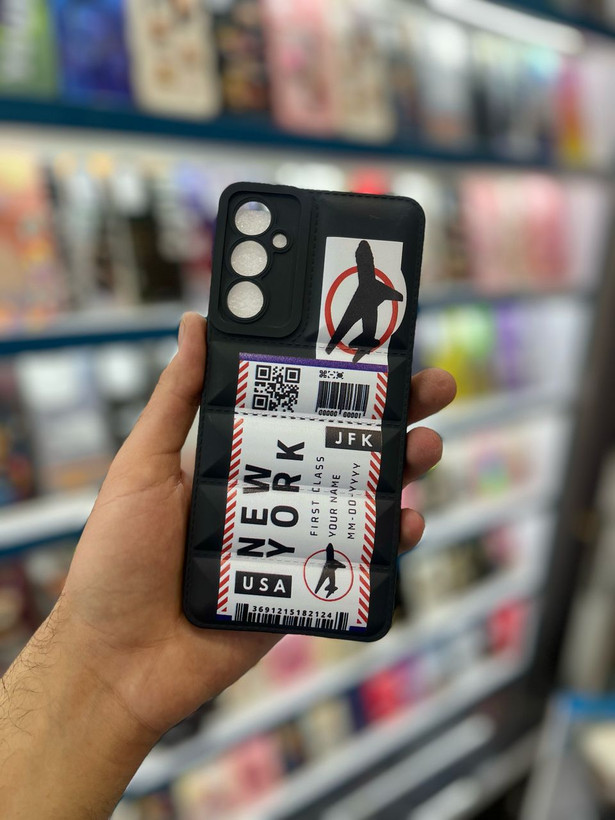 00000 00001
JFK
NEW
YORK
FIRST CLASS
YOUR NAME
MM-DD-YYYY
USA
3691215182124